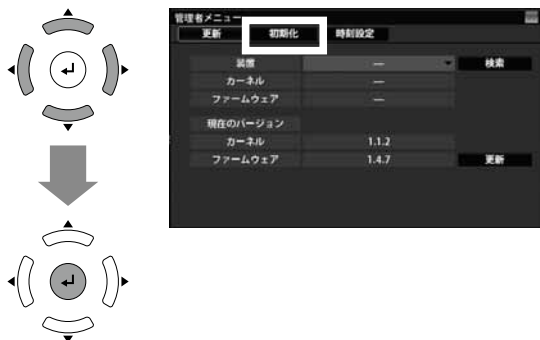 管理者メニュー
更新 初期化 時刻設定
装置 — 検索
カーネル —
ファームウェア —
現在のバージョン
カーネル 1.1.2
ファームウェア 1.4.7 更新